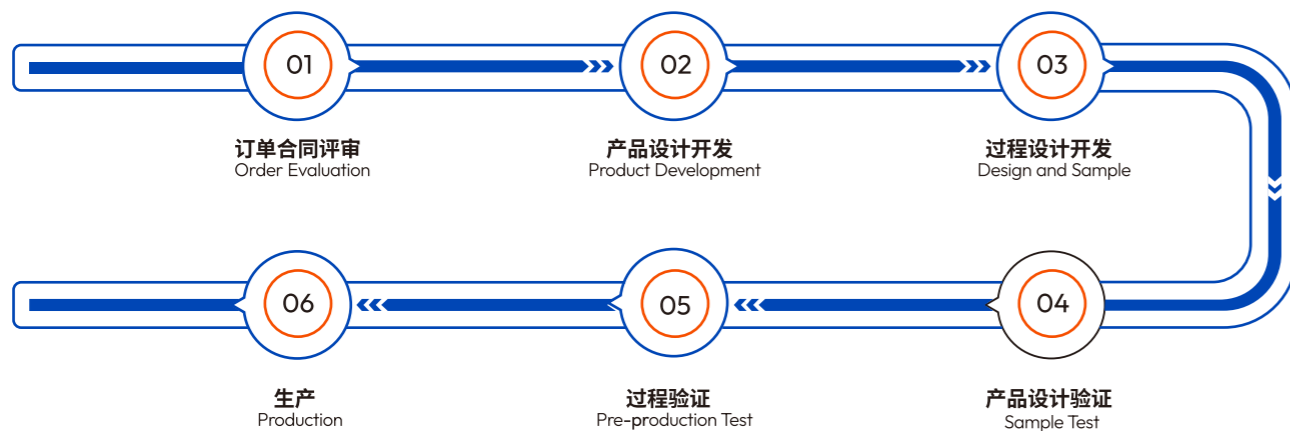 01
02
03
订单合同评审
Order Evaluation
产品设计开发
Product Development
过程设计开发
Design and Sample
06
05
04
生产
Production
过程验证
Pre-production Test
产品设计验证
Sample Test